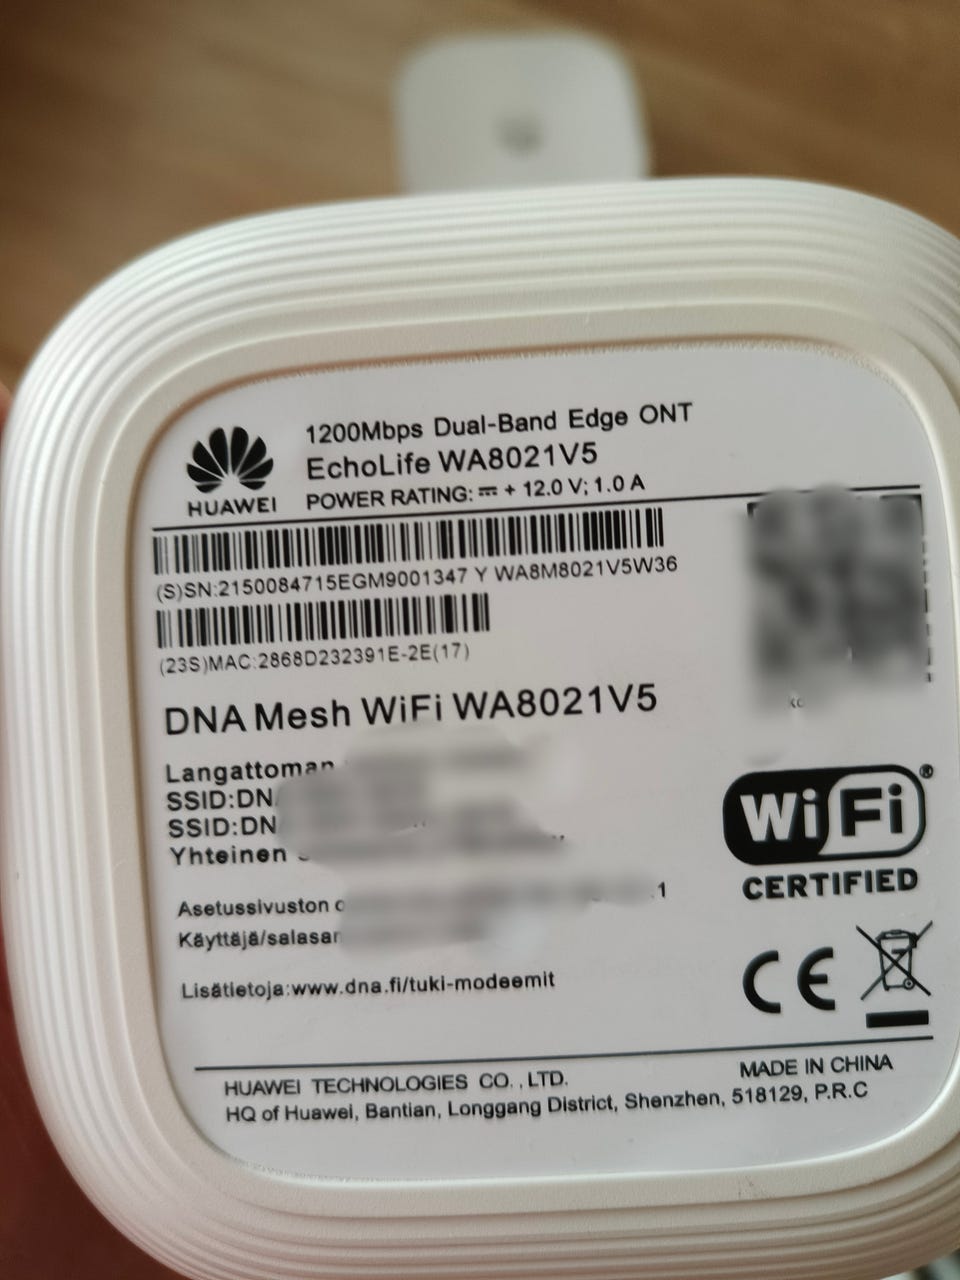 HUAWEI
1200Mbps Dual-Band Edge ONT
EchoLife WA8021V5
POWER RATING: ⎓ + 12.0 V; 1.0 A
(S)SN:2150084715EGM9001347 Y WA8M8021V5W36
(23S)MAC:2868D232391E-2E(17)
DNA Mesh WiFi WA8021V5
Langattoman
SSID:DN
SSID:DN
Yhteinen
Asetussivuston
.1
Käyttäjä/salasan
Lisätietoja:www.dna.fi/tuki-modeemit
WiFi®
CERTIFIED
CE
HUAWEI TECHNOLOGIES CO., LTD.
MADE IN CHINA
HQ of Huawei, Bantian, Longgang District, Shenzhen, 518129, P.R.C